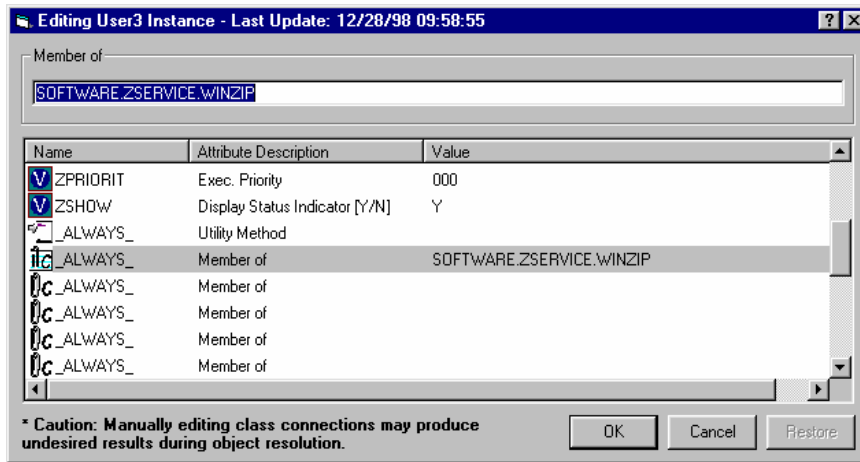 Editing User3 Instance - Last Update: 12/28/98 09:58:55
Member of
SOFTWARE.ZSERVICE.WINZIP
Name Attribute Description Value
ZPRIORIT Exec. Priority 000
ZSHOW Display Status Indicator [Y/N] Y
_ALWAYS_ Utility Method
_ALWAYS_ Member of SOFTWARE.ZSERVICE.WINZIP
_ALWAYS_ Member of
_ALWAYS_ Member of
_ALWAYS_ Member of
_ALWAYS_ Member of
* Caution: Manually editing class connections may produce
undesired results during object resolution.
OK Cancel Restore